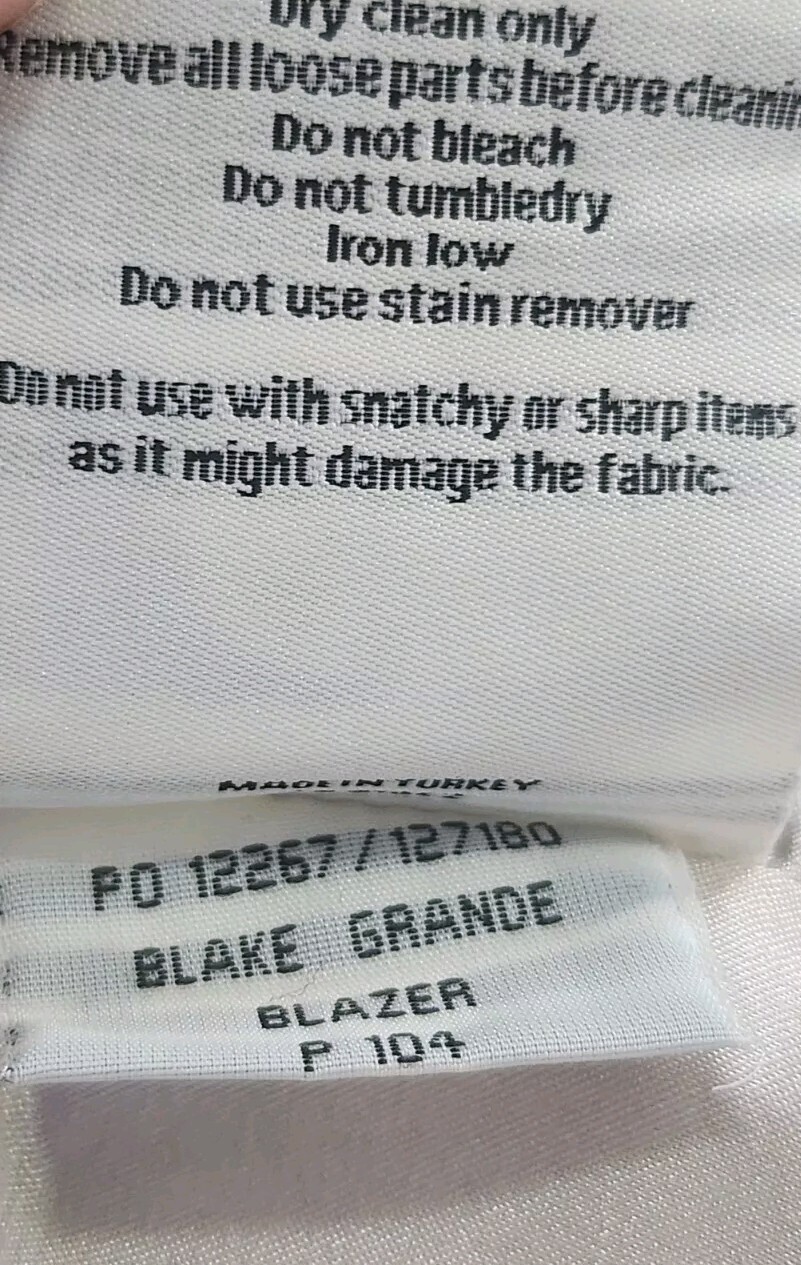 Dry clean only
Remove all loose parts before cleanin
Do not bleach
Do not tumbledry
Iron low
Do not use stain remover
Do not use with snatchy or sharp items
as it might damage the fabric.
MADE IN TURKEY
PO 12267/127180
BLAKE GRANDE
BLAZER
P 104